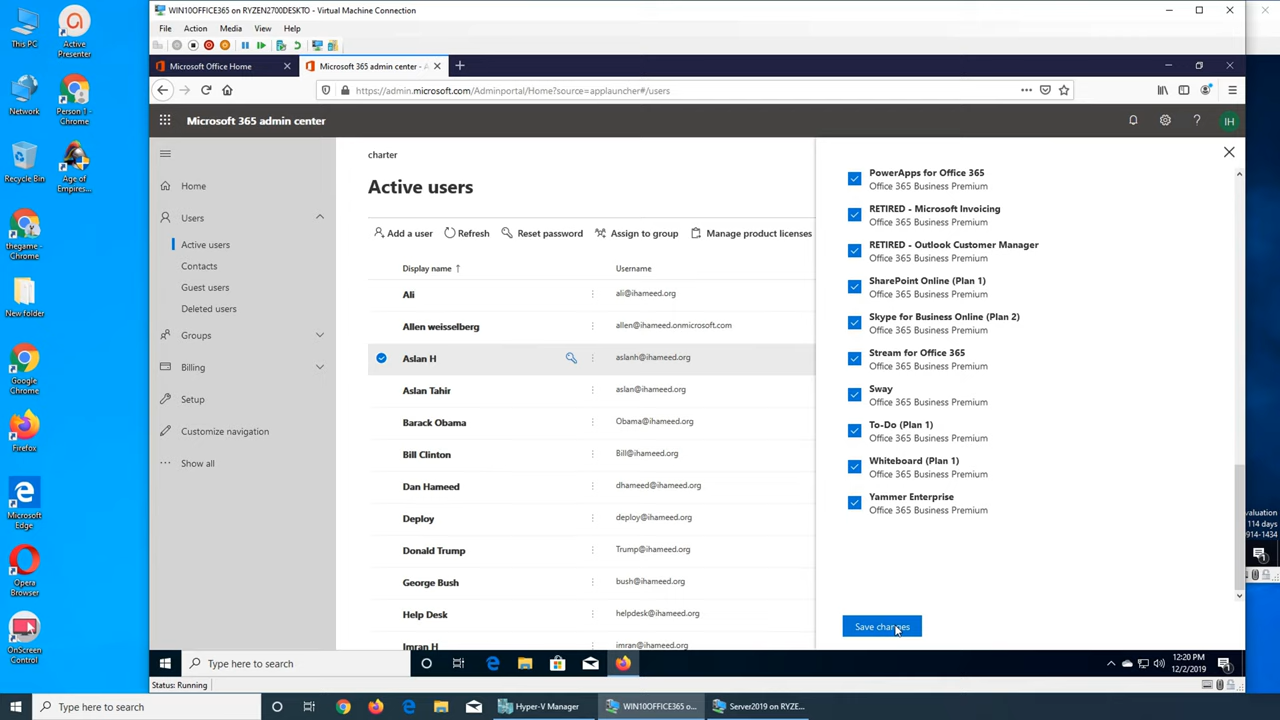 WIN10OFFICE365 on RYZEN2700DESKTO - Virtual Machine Connection
File Action Media View Help
Microsoft Office Home
Microsoft 365 admin center - A
https://admin.microsoft.com/Adminportal/Home?source=applauncher#/users
Microsoft 365 admin center
IH
This PC
Active Presenter
Network
Person 1 - Chrome
Recycle Bin
Age of Empires...
thegame - Chrome
New folder
Google Chrome
Firefox
Microsoft Edge
Opera Browser
OnScreen Control
Home
Users
Active users
Contacts
Guest users
Deleted users
Groups
Billing
Setup
Customize navigation
Show all
charter
Active users
Add a user
Refresh
Reset password
Assign to group
Manage product licenses
Display name ↑ Username
Ali ali@ihameed.org
Allen weisselberg allen@ihameed.onmicrosoft.com
Aslan H aslanh@ihameed.org
Aslan Tahir aslan@ihameed.org
Barack Obama Obama@ihameed.org
Bill Clinton Bill@ihameed.org
Dan Hameed dhameed@ihameed.org
Deploy deploy@ihameed.org
Donald Trump Trump@ihameed.org
George Bush bush@ihameed.org
Help Desk helpdesk@ihameed.org
Imran H imran@ihameed.org
PowerApps for Office 365
Office 365 Business Premium
RETIRED - Microsoft Invoicing
Office 365 Business Premium
RETIRED - Outlook Customer Manager
Office 365 Business Premium
SharePoint Online (Plan 1)
Office 365 Business Premium
Skype for Business Online (Plan 2)
Office 365 Business Premium
Stream for Office 365
Office 365 Business Premium
Sway
Office 365 Business Premium
To-Do (Plan 1)
Office 365 Business Premium
Whiteboard (Plan 1)
Office 365 Business Premium
Yammer Enterprise
Office 365 Business Premium
Save changes
valuation
114 days
914-1434
Type here to search
12:20 PM
12/2/2019
Status: Running
Type here to search
Hyper-V Manager
WIN10OFFICE365 o...
Server2019 on RYZE...